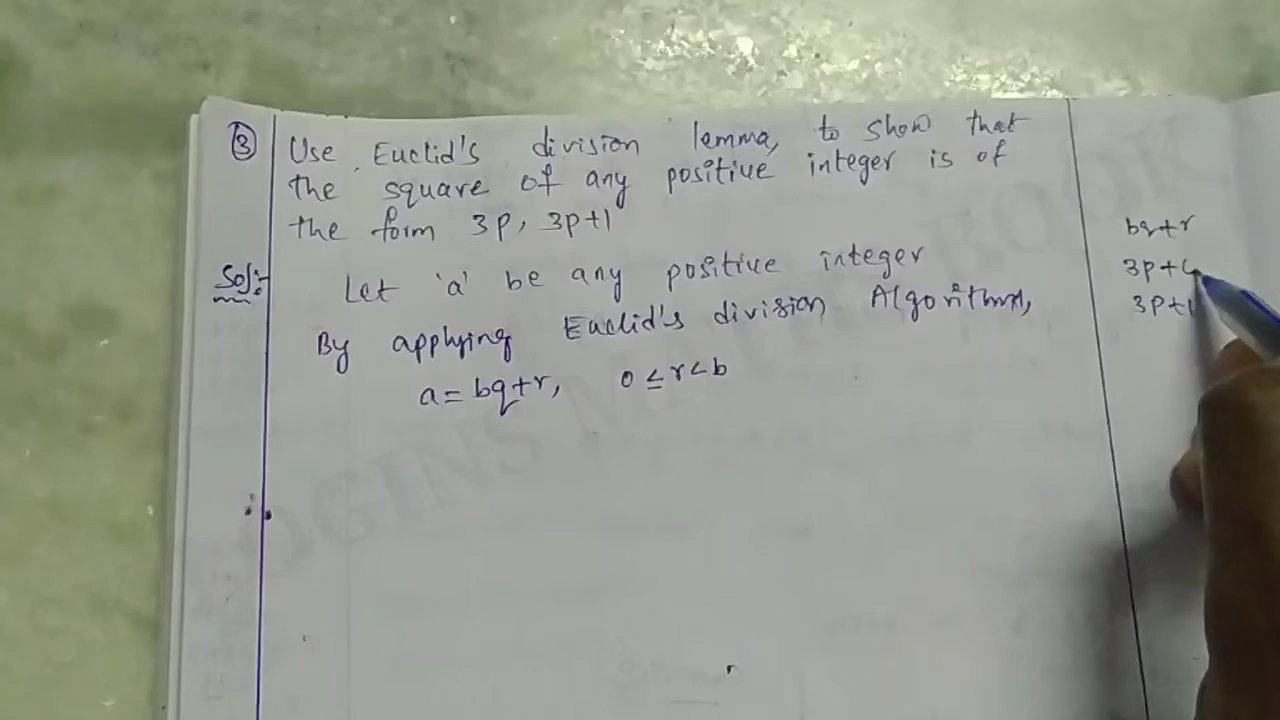 ③ Use Euclid's division lemma, to show that
the square of any positive integer is of
the form 3p, 3p+1
Sol:- Let 'a' be any positive integer
By applying Euclid's division Algorithm,
a = bq+r, 0 ≤ r < b
bq+r
3p+
3p+1